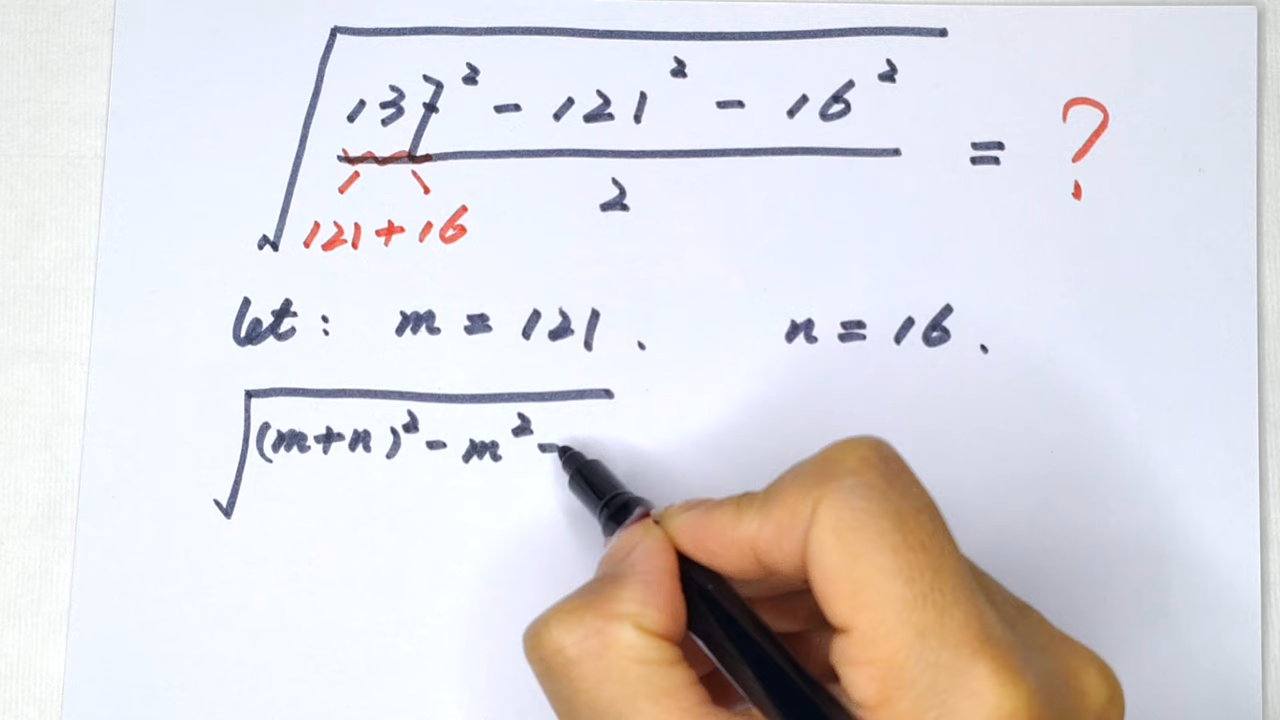 √(137² - 121² - 16²) / 2 = ?
121 + 16
let : m = 121 . n = 16 .
√(m+n)² - m² -